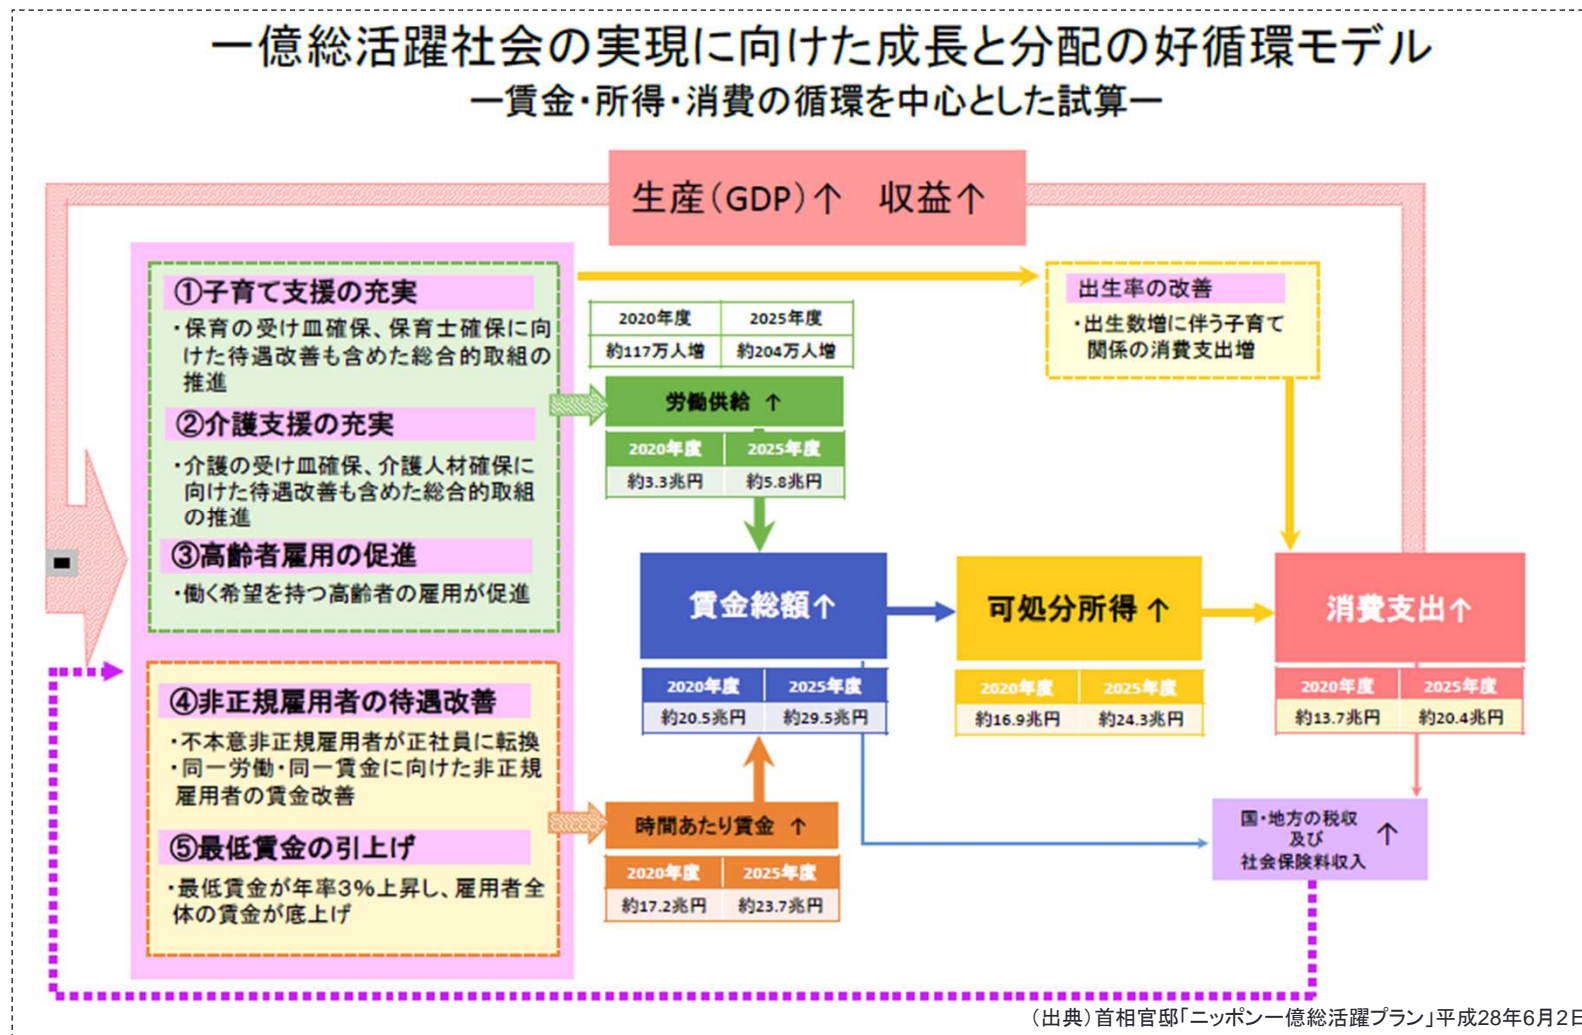 一億総活躍社会の実現に向けた成長と分配の好循環モデル
ー賃金・所得・消費の循環を中心とした試算ー
生産（GDP）↑　収益↑
①子育て支援の充実
・保育の受け皿確保、保育士確保に向
けた待遇改善も含めた総合的取組の
推進
②介護支援の充実
・介護の受け皿確保、介護人材確保に
向けた待遇改善も含めた総合的取組
の推進
③高齢者雇用の促進
・働く希望を持つ高齢者の雇用が促進
④非正規雇用者の待遇改善
・不本意非正規雇用者が正社員に転換
・同一労働・同一賃金に向けた非正規
雇用者の賃金改善
⑤最低賃金の引上げ
・最低賃金が年率３％上昇し、雇用者全
体の賃金が底上げ
2020年度 2025年度
約117万人増 約204万人増
労働供給 ↑
2020年度 2025年度
約3.3兆円 約5.8兆円
出生率の改善
・出生数増に伴う子育て
関係の消費支出増
賃金総額↑
2020年度 2025年度
約20.5兆円 約29.5兆円
可処分所得↑
2020年度 2025年度
約16.9兆円 約24.3兆円
消費支出↑
2020年度 2025年度
約13.7兆円 約20.4兆円
時間あたり賃金 ↑
2020年度 2025年度
約17.2兆円 約23.7兆円
国・地方の税収
及び ↑
社会保険料収入
（出典）首相官邸「ニッポン一億総活躍プラン」平成28年6月2日